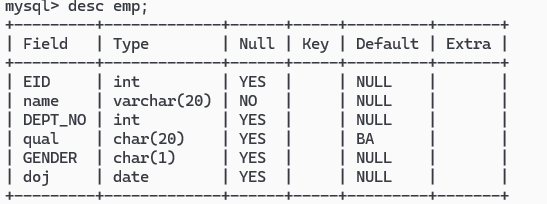 mysql> desc emp;
+---------+-------------+------+-----+---------+-------+
| Field   | Type        | Null | Key | Default | Extra |
+---------+-------------+------+-----+---------+-------+
| EID     | int         | YES  |     | NULL    |       |
| name    | varchar(20) | NO   |     | NULL    |       |
| DEPT_NO | int         | YES  |     | NULL    |       |
| qual    | char(20)    | YES  |     | BA      |       |
| GENDER  | char(1)     | YES  |     | NULL    |       |
| doj     | date        | YES  |     | NULL    |       |
+---------+-------------+------+-----+---------+-------+